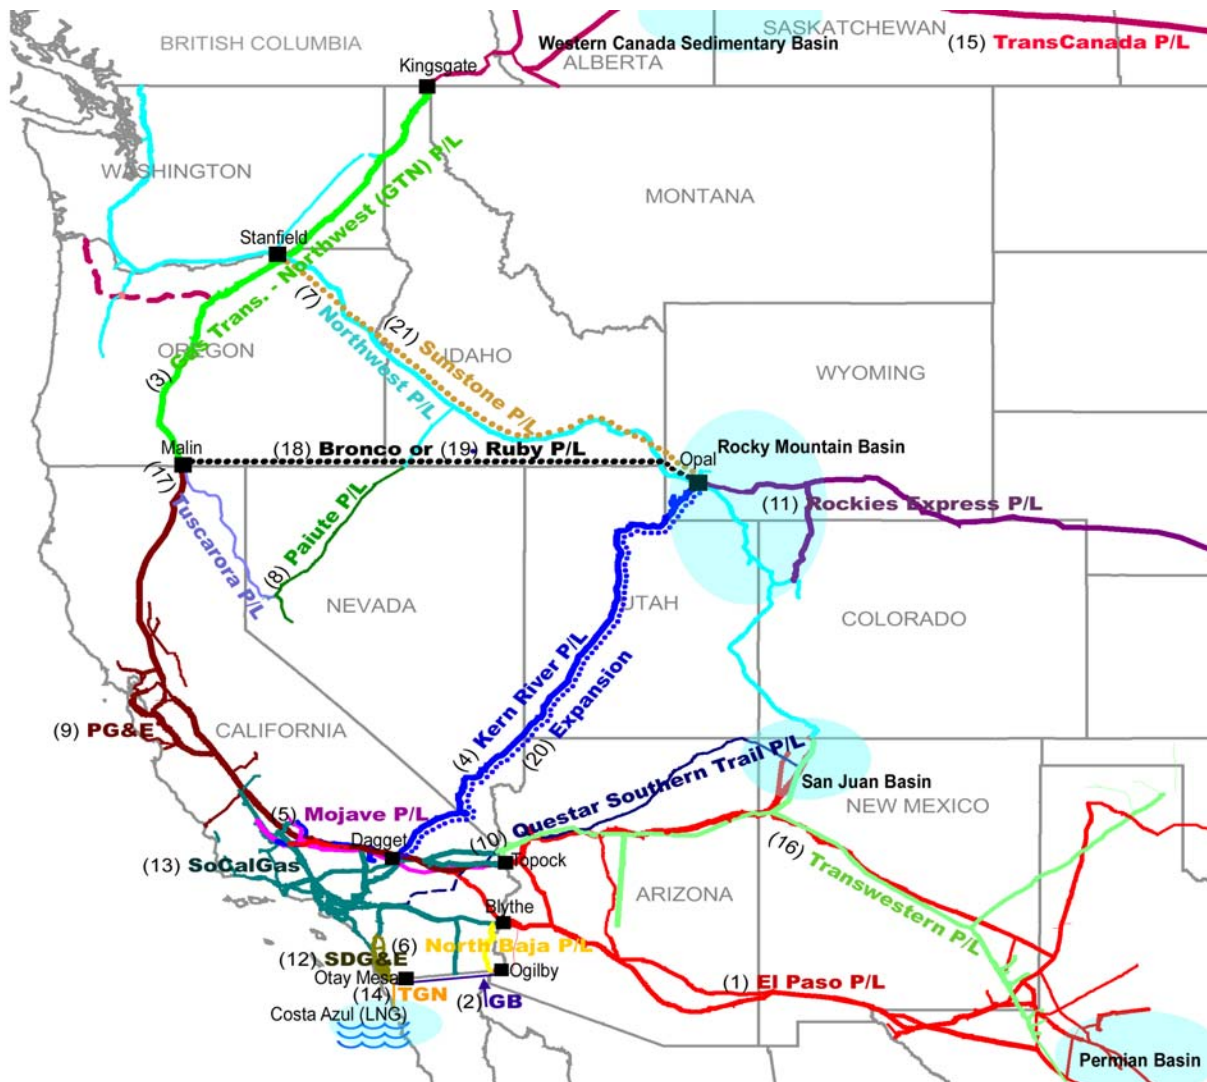 SASKATCHEWAN
BRITISH COLUMBIA
Western Canada Sedimentary Basin
(15) TransCanada P/L
ALBERTA
Kingsgate
WASHINGTON
MONTANA
Stanfield
(3) Gas Trans. - Northwest (GTN) P/L
(7) Northwest P/L
(21) Sunstone P/L
OREGON
IDAHO
WYOMING
Malin
(18) Bronco or (19) Ruby P/L
Rocky Mountain Basin
Opal
(17) Tuscarora P/L
(8) Paiute P/L
(11) Rockies Express P/L
NEVADA
UTAH
COLORADO
(4) Kern River P/L
(20) Expansion
(9) PG&E
CALIFORNIA
(10) Questar Southern Trail P/L
San Juan Basin
NEW MEXICO
(5) Mojave P/L
Dagget
(13) SoCalGas
Topock
(16) Transwestern P/L
ARIZONA
Blythe
(6) North Baja P/L
(12) SDG&E
Otay Mesa
Ogilby
(14) TGN
(2) GB
(1) El Paso P/L
Costa Azul (LNG)
Permian Basin